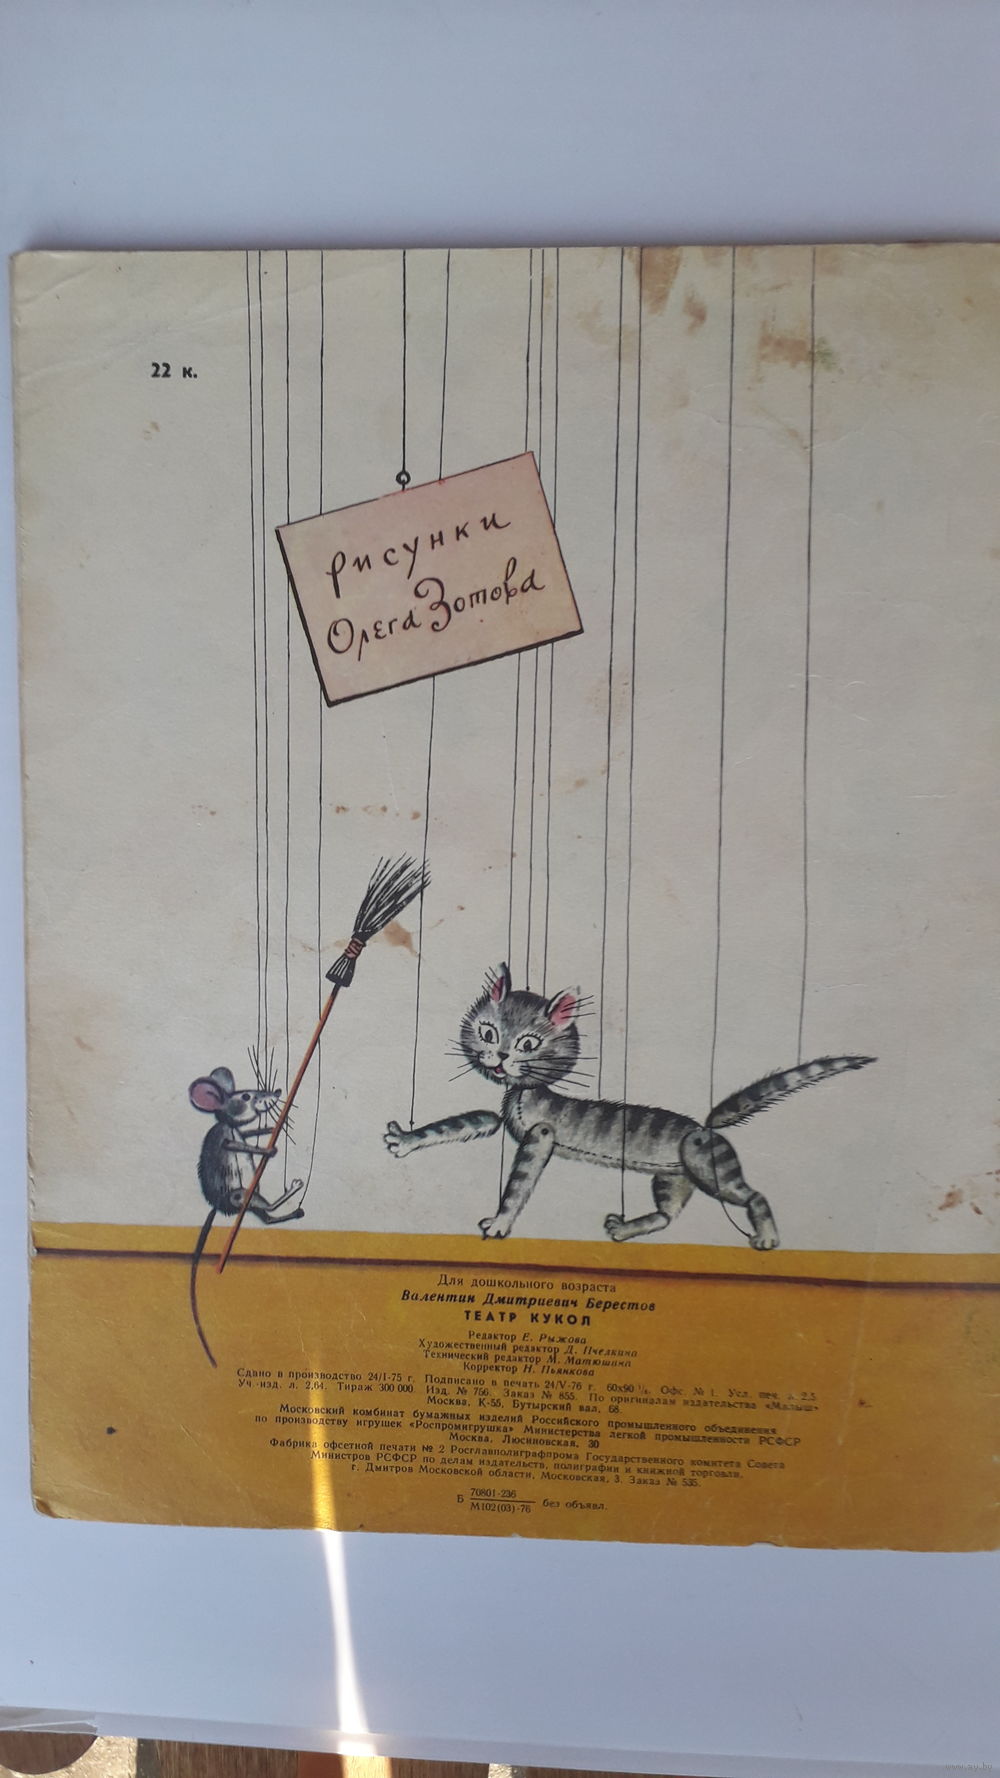 22 к.
рисунки
Олега Зотова
Для дошкольного возраста
Валентин Дмитриевич Берестов
ТЕАТР КУКОЛ
Редактор Е. Рыжова
Художественный редактор Д. Пчелкина
Технический редактор М. Матюшина
Корректор Н. Пьянкова
Сдано в производство 24/I-75 г. Подписано в печать 24/V-76 г. 60х90 ⅛. Офс. № 1. Усл. печ. л. 2,5.
Уч.-изд. л. 2,64. Тираж 300 000. Изд. № 756. Заказ № 855. По оригиналам издательства «Малыш»
Москва, К-55, Бутырский вал, 68.
Московский комбинат бумажных изделий Российского промышленного объединения
по производству игрушек «Роспромигрушка» Министерства легкой промышленности РСФСР
Москва, Люсиновская, 30
Фабрика офсетной печати № 2 Росглавполиграфпрома Государственного комитета Совета
Министров РСФСР по делам издательств, полиграфии и книжной торговли,
г. Дмитров Московской области, Московская, 3. Заказ № 535.
Б 70801-236 без объявл.
М102(03)-76